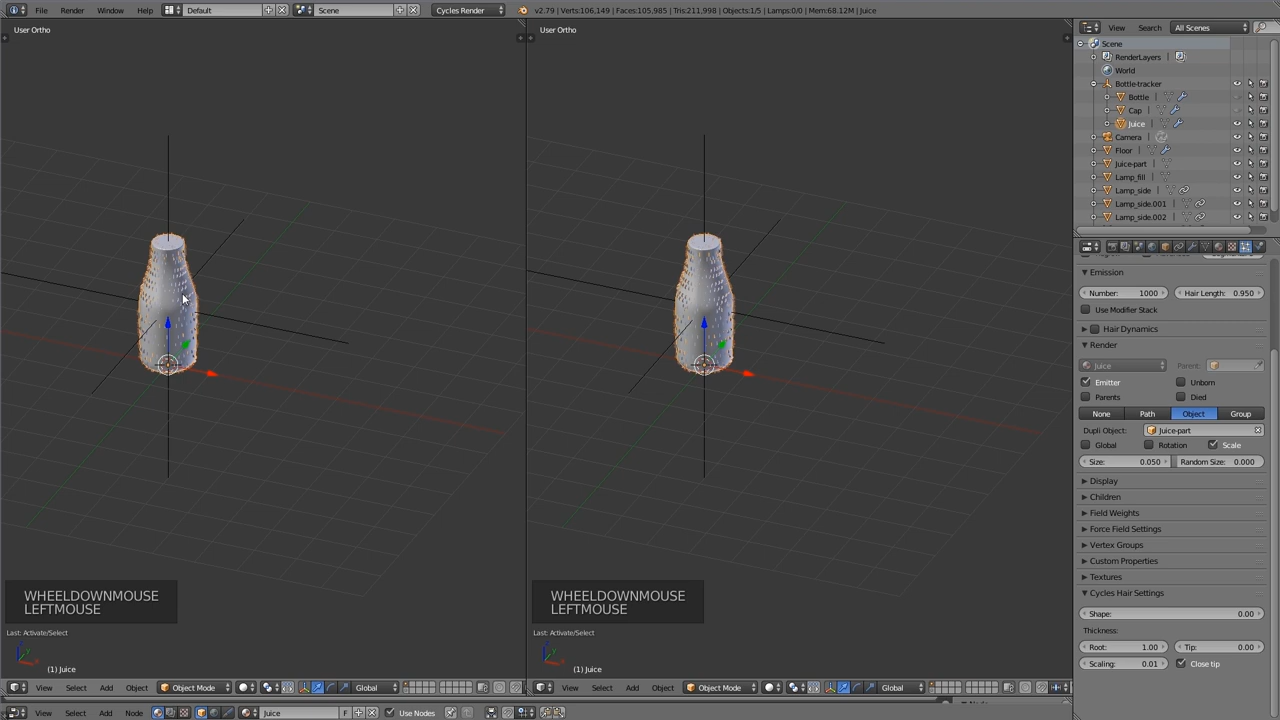 File Render Window Help Default Scene Cycles Render v2.79 | Verts:106,149 | Faces:105,985 | Tris:211,998 | Objects:1/5 | Lamps:0/0 | Mem:68.12M | Juice
User Ortho
User Ortho
View Search All Scenes
Scene
RenderLayers |
World
Bottle-tracker
Bottle |
Cap |
Juice |
Camera |
Floor |
Juice-part |
Lamp_fill |
Lamp_side |
Lamp_side.001 |
Lamp_side.002 |
Emission
Number: 1000 Hair Length: 0.950
Use Modifier Stack
Hair Dynamics
Render
Juice Parent:
Emitter Unborn
Parents Died
None Path Object Group
Dupli Object: Juice-part
Global Rotation Scale
Size: 0.050 Random Size: 0.000
Display
Children
Field Weights
Force Field Settings
Vertex Groups
Custom Properties
Textures
Cycles Hair Settings
Shape: 0.00
Thickness:
Root: 1.00 Tip: 0.00
Scaling: 0.01 Close tip
WHEELDOWNMOUSE
LEFTMOUSE
WHEELDOWNMOUSE
LEFTMOUSE
Last: Activate/Select
Last: Activate/Select
(1) Juice
(1) Juice
View Select Add Object Object Mode Global
View Select Add Object Object Mode Global
View Select Add Node Juice F Use Nodes